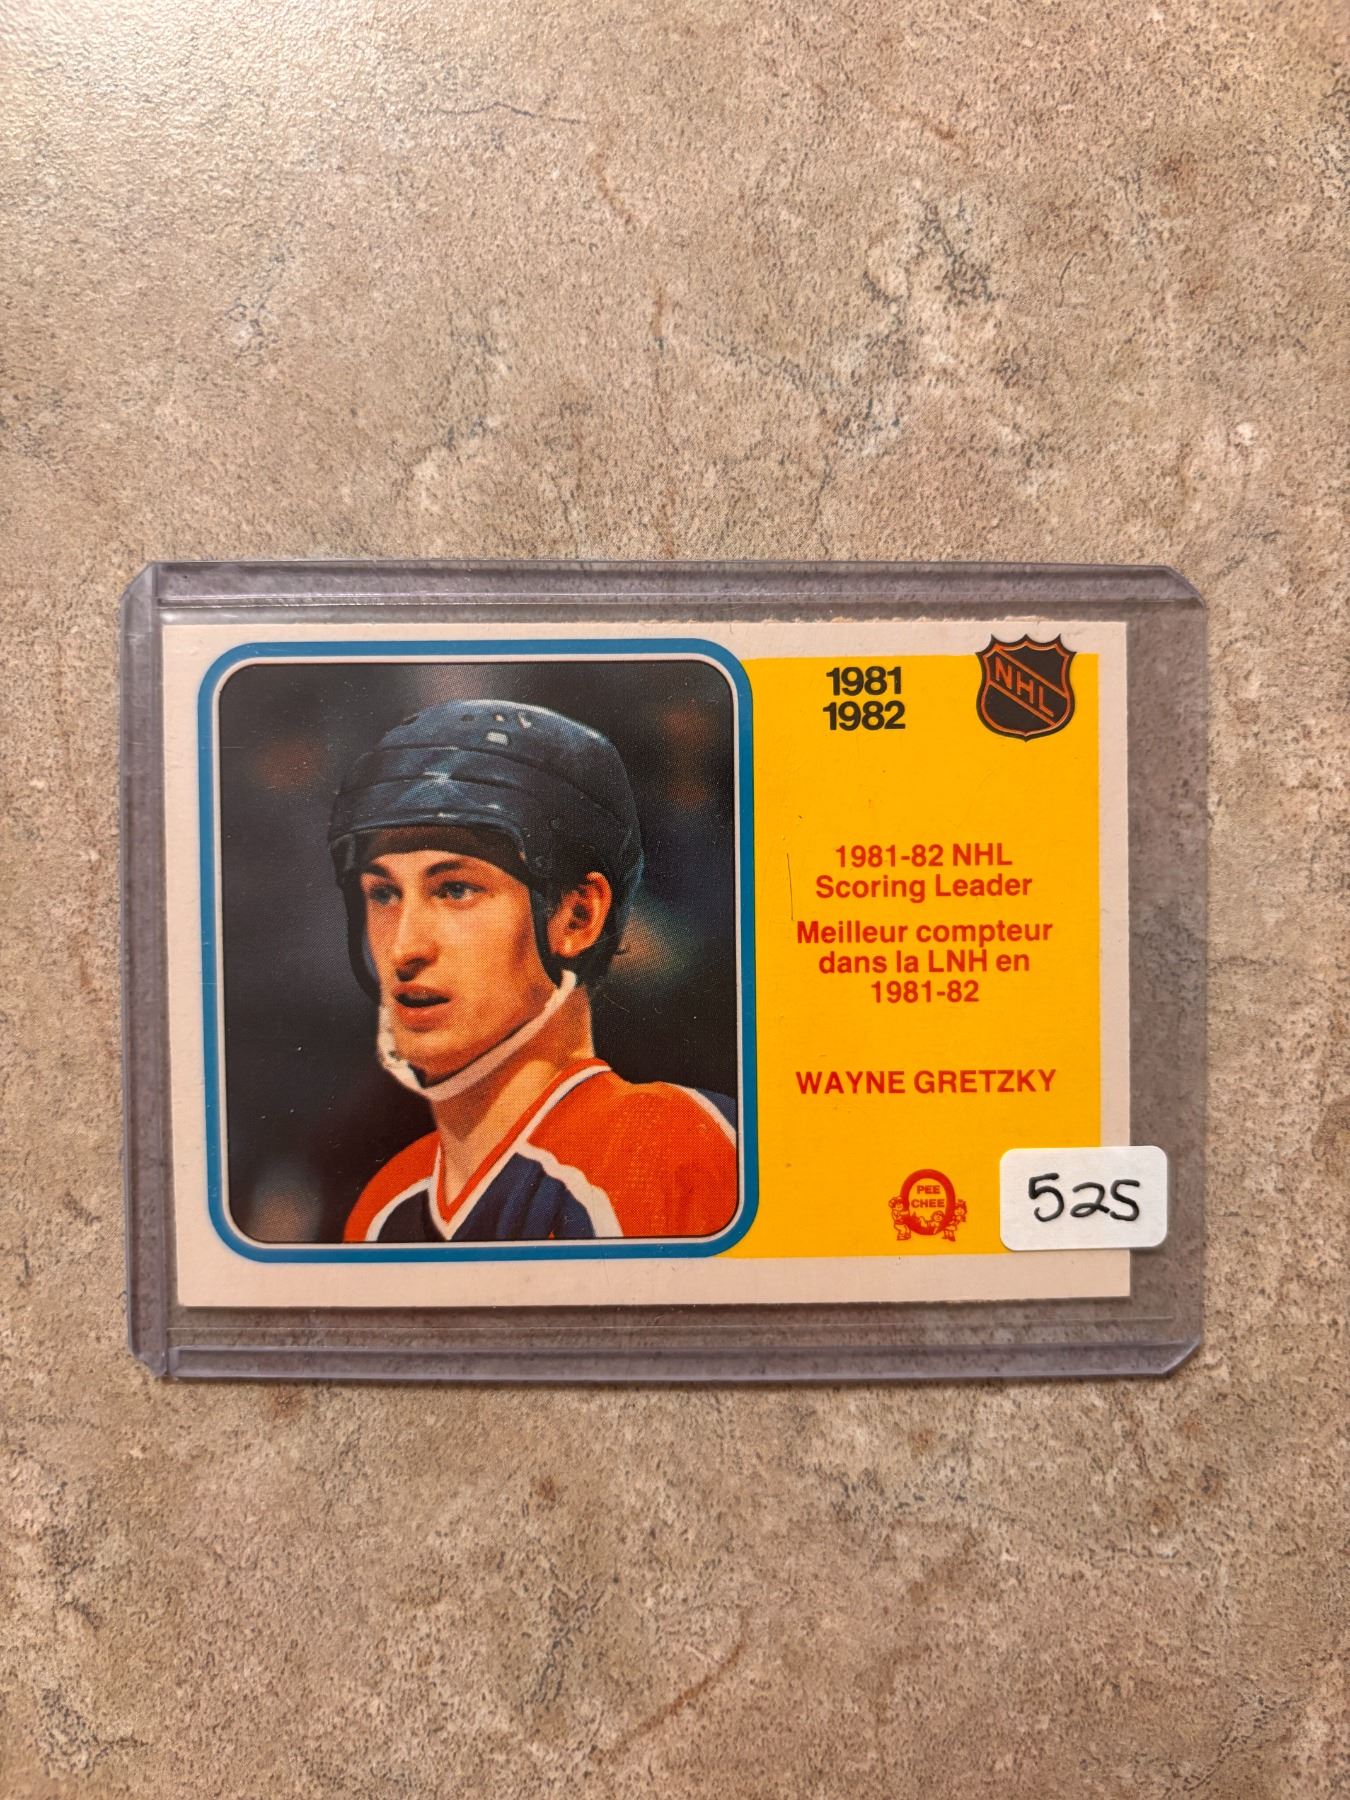 1981
1982
NHL
1981-82 NHL
Scoring Leader
Meilleur compteur
dans la LNH en
1981-82
WAYNE GRETZKY
PEE
CHEE
525